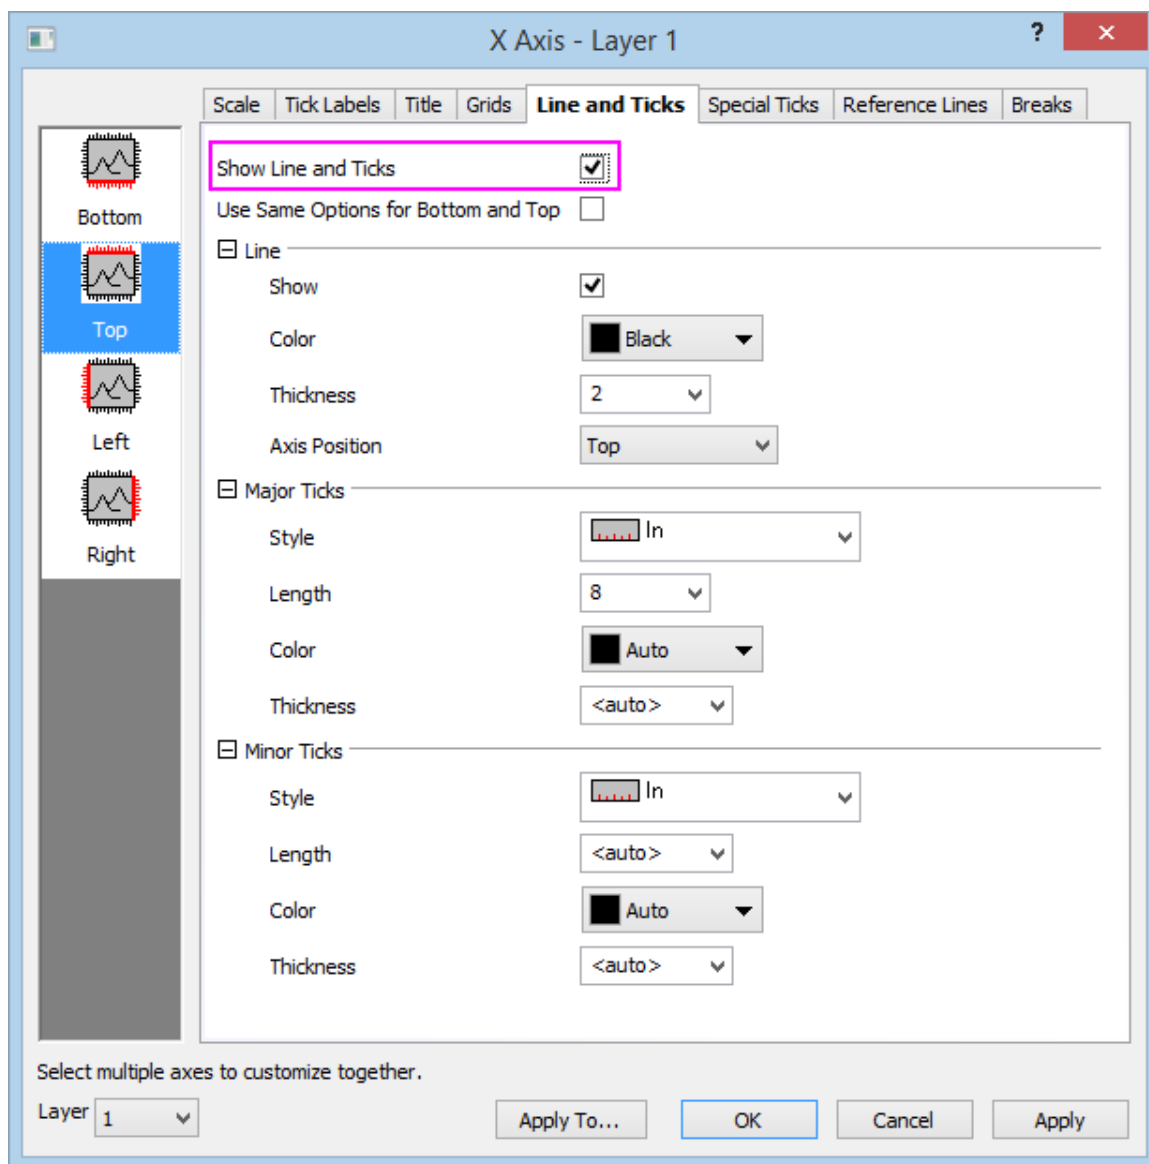 X Axis - Layer 1
?
Scale Tick Labels Title Grids Line and Ticks Special Ticks Reference Lines Breaks
Bottom
Top
Left
Right
Show Line and Ticks
Use Same Options for Bottom and Top
Line
Show
Color Black
Thickness 2
Axis Position Top
Major Ticks
Style In
Length 8
Color Auto
Thickness <auto>
Minor Ticks
Style In
Length <auto>
Color Auto
Thickness <auto>
Select multiple axes to customize together.
Layer 1 Apply To... OK Cancel Apply